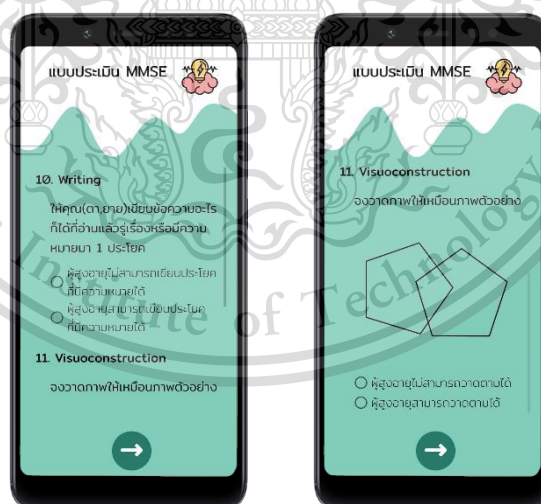 แบบประเมิน MMSE
10. Writing
ให้คุณ(ตา,ยาย)เขียนข้อความอะไร
ก็ได้ที่อ่านแล้วรู้เรื่องหรือมีความ
หมายมา 1 ประโยค
ผู้สูงอายุไม่สามารถเขียนประโยค
ที่มีความหมายได้
ผู้สูงอายุสามารถเขียนประโยค
ที่มีความหมายได้
11. Visuoconstruction
จงวาดภาพให้เหมือนภาพตัวอย่าง
แบบประเมิน MMSE
11. Visuoconstruction
จงวาดภาพให้เหมือนภาพตัวอย่าง
ผู้สูงอายุไม่สามารถวาดตามได้
ผู้สูงอายุสามารถวาดตามได้
Institute of Technology